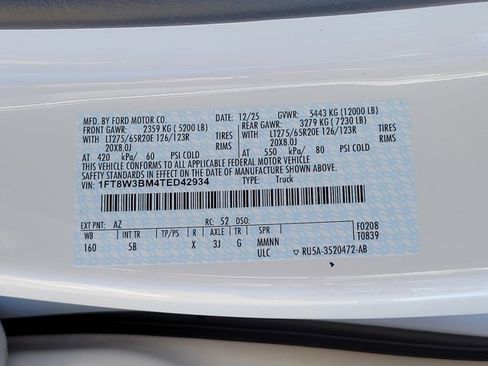 MFD. BY FORD MOTOR CO. 12/25 GVWR: 5443 KG (12000 LB)
FRONT GAWR: 2359 KG (5200 LB) REAR GAWR: 3279 KG (7230 LB)
WITH LT275/65R20E 126/123R TIRES WITH LT275/65R20E 126/123R TIRES
20X8.0J RIMS 20X8.0J RIMS
AT 420 kPa/ 60 PSI COLD AT 550 kPa/ 80 PSI COLD
THIS VEHICLE CONFORMS TO ALL APPLICABLE FEDERAL MOTOR VEHICLE
SAFETY STANDARDS IN EFFECT ON THE DATE OF MANUFACTURE SHOWN ABOVE.
VIN: 1FT8W3BM4TED42934 TYPE: Truck
EXT PNT: AZ RC: 52 DSO: F0208
WB INT TR TP/PS R AXLE TR SPR T0839
160 5B X 3J G MMNN
ULC ▽ RU5A-3520472-AB